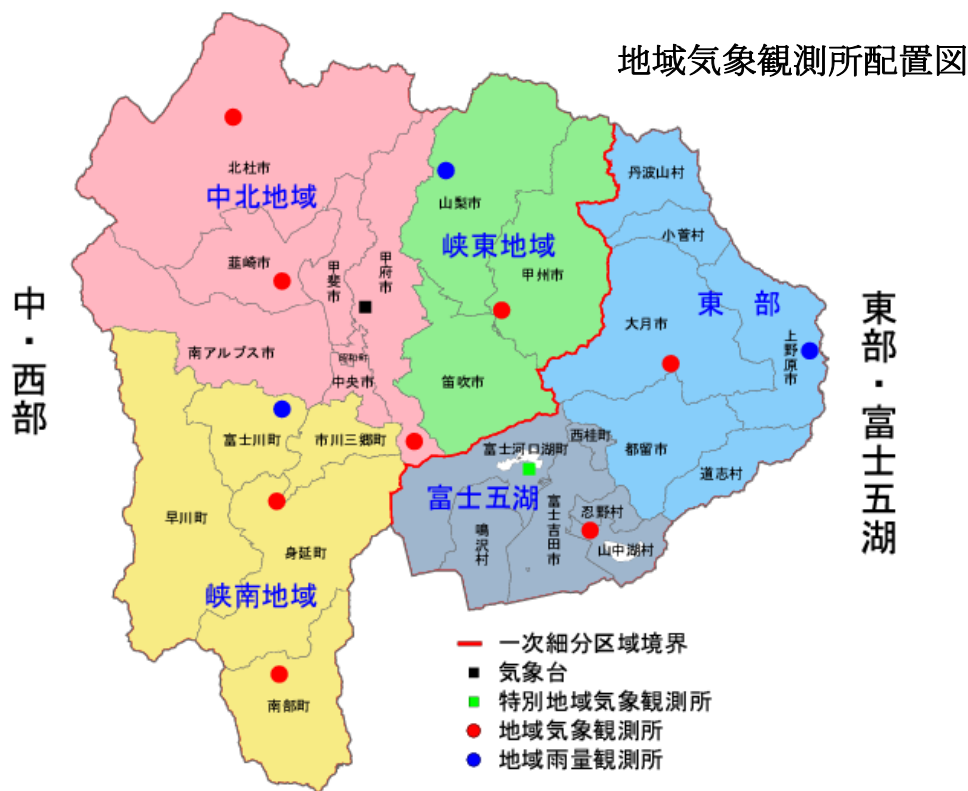 地域気象観測所配置図
丹波山村
北杜市
中北地域
山梨市
小菅村
峡東地域
韮崎市
甲斐市
甲府市
甲州市
中・西部
東部・富士五湖
東 部
大月市
上野原市
南アルプス市
昭和町
中央市
笛吹市
富士川町
市川三郷町
富士河口湖町
西桂町
都留市
道志村
富士五湖
早川町
鳴沢村
富士吉田市
忍野村
山中湖村
身延町
峡南地域
南部町
一次細分区域境界
気象台
特別地域気象観測所
地域気象観測所
地域雨量観測所